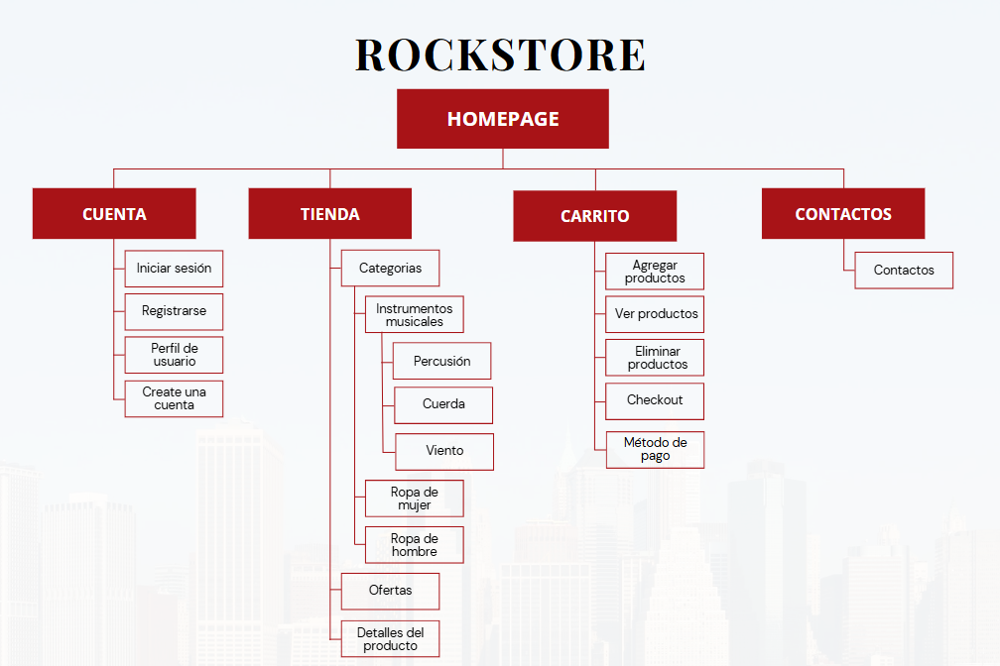 ROCKSTORE
HOMEPAGE
CUENTA
Iniciar sesión
Registrarse
Perfil de
usuario
Create una
cuenta
TIENDA
Categorias
Instrumentos
musicales
Percusión
Cuerda
Viento
Ropa de
mujer
Ropa de
hombre
Ofertas
Detalles del
producto
CARRITO
Agregar
productos
Ver productos
Eliminar
productos
Checkout
Método de
pago
CONTACTOS
Contactos